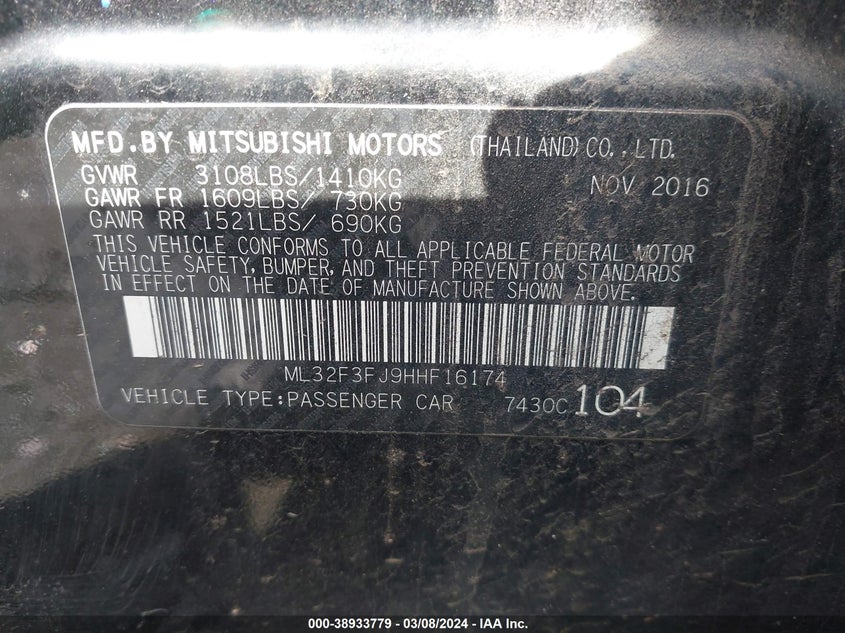 MFD.BY MITSUBISHI MOTORS (THAILAND) CO.,LTD.
GVWR 3108LBS/1410KG NOV 2016
GAWR FR 1609LBS/ 730KG
GAWR RR 1521LBS/ 690KG
THIS VEHICLE CONFORMS TO ALL APPLICABLE FEDERAL MOTOR
VEHICLE SAFETY, BUMPER, AND THEFT PREVENTION STANDARDS
IN EFFECT ON THE DATE OF MANUFACTURE SHOWN ABOVE.
ML32F3FJ9HHF16174
VEHICLE TYPE:PASSENGER CAR 7430C 104
000-38933779 - 03/08/2024 - IAA Inc.